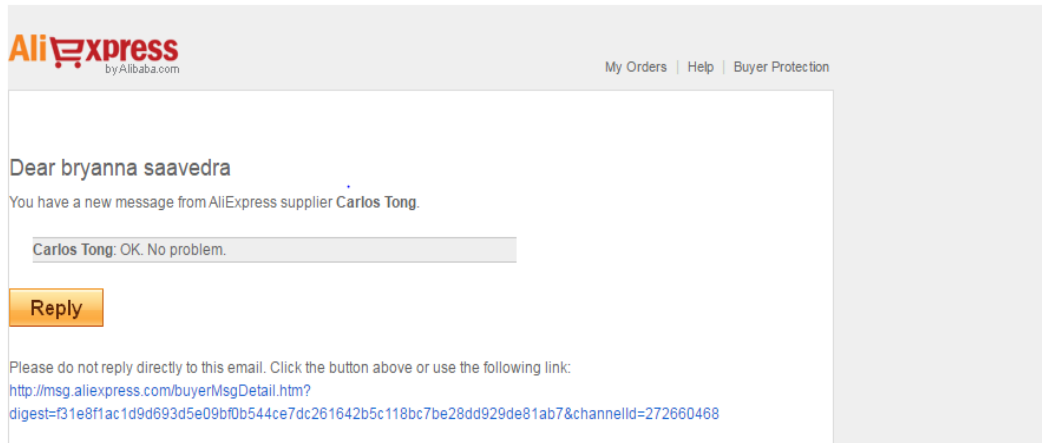 AliExpress
by Alibaba.com
My Orders | Help | Buyer Protection
Dear bryanna saavedra
You have a new message from AliExpress supplier Carlos Tong.
Carlos Tong: OK. No problem.
Reply
Please do not reply directly to this email. Click the button above or use the following link:
http://msg.aliexpress.com/buyerMsgDetail.htm?
digest=f31e8f1ac1d9d693d5e09bf0b544ce7dc261642b5c118bc7be28dd929de81ab7&channelId=272660468